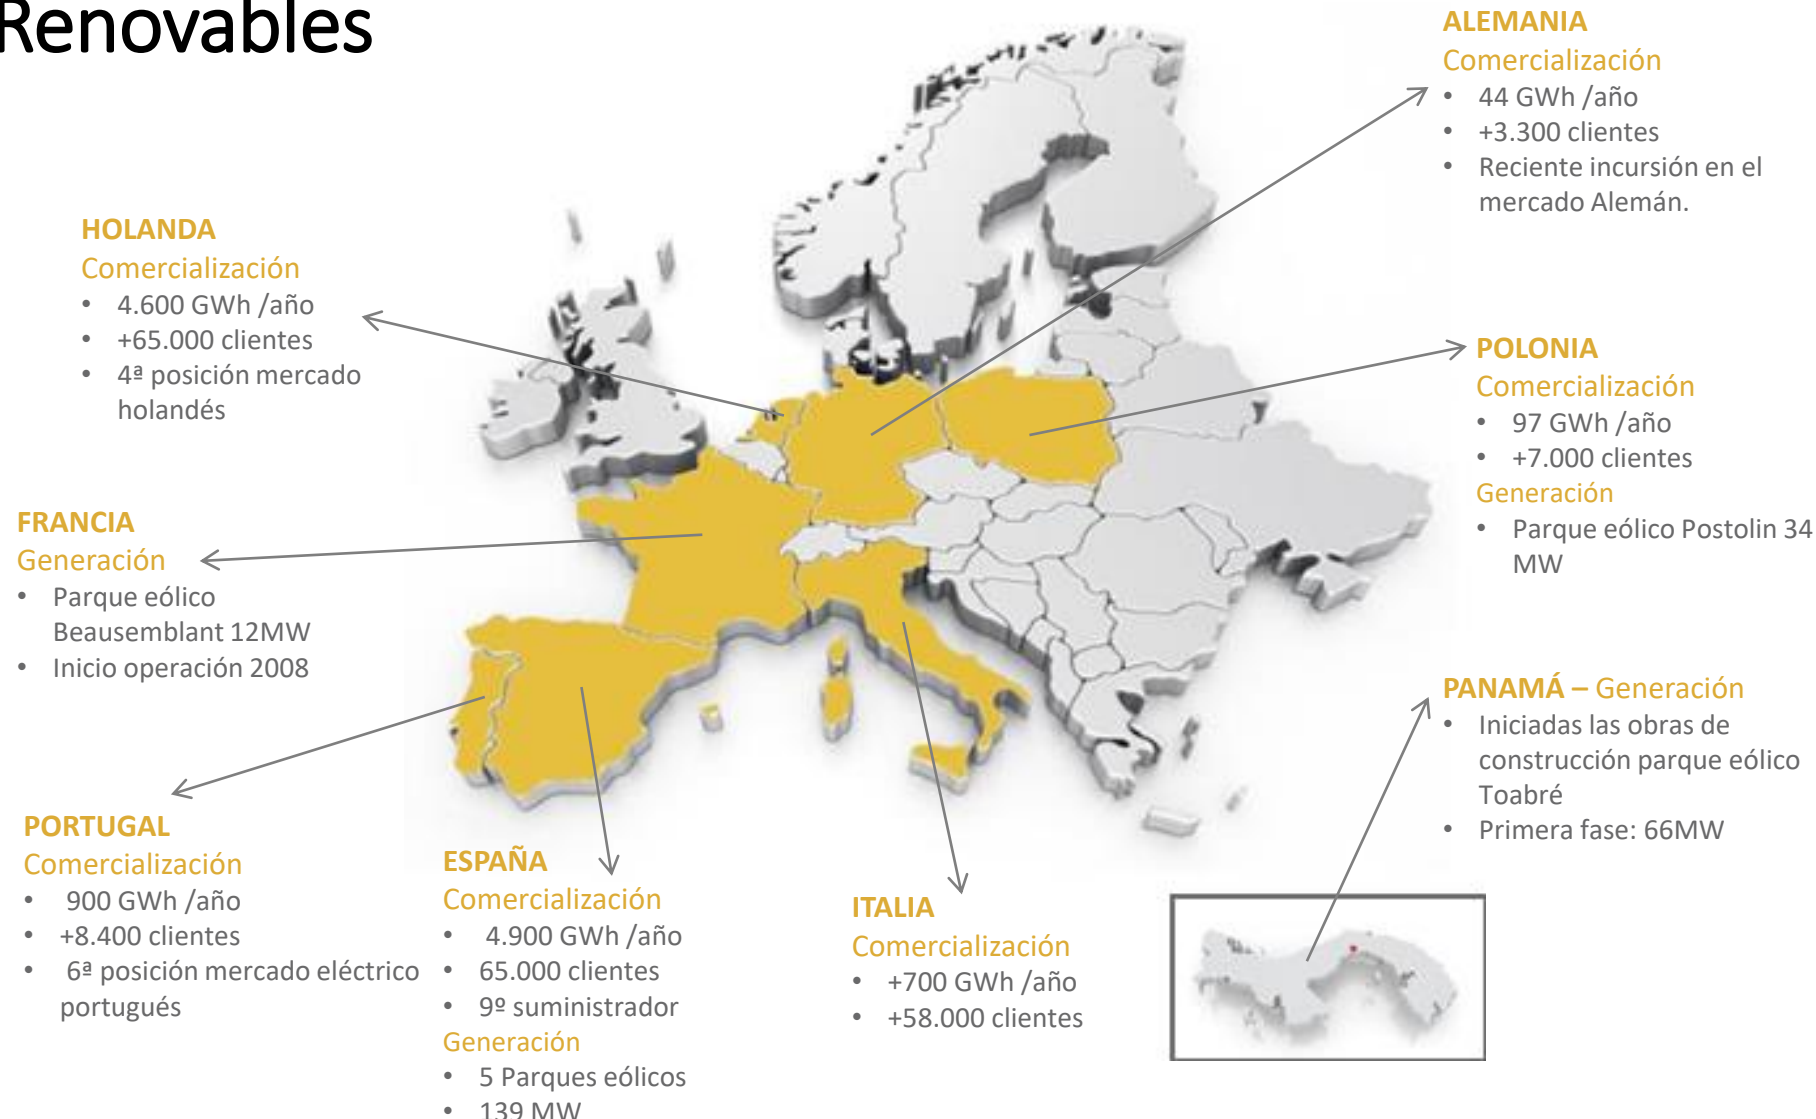 Renovables
ALEMANIA
Comercialización
• 44 GWh /año
• +3.300 clientes
• Reciente incursión en el
mercado Alemán.
HOLANDA
Comercialización
• 4.600 GWh /año
• +65.000 clientes
• 4ª posición mercado
holandés
POLONIA
Comercialización
• 97 GWh /año
• +7.000 clientes
Generación
• Parque eólico Postolin 34
MW
FRANCIA
Generación
• Parque eólico
Beausemblant 12MW
• Inicio operación 2008
PANAMÁ – Generación
• Iniciadas las obras de
construcción parque eólico
Toabré
• Primera fase: 66MW
PORTUGAL
Comercialización
• 900 GWh /año
• +8.400 clientes
• 6ª posición mercado eléctrico
portugués
ESPAÑA
Comercialización
• 4.900 GWh /año
• 65.000 clientes
• 9º suministrador
Generación
• 5 Parques eólicos
• 139 MW
ITALIA
Comercialización
• +700 GWh /año
• +58.000 clientes